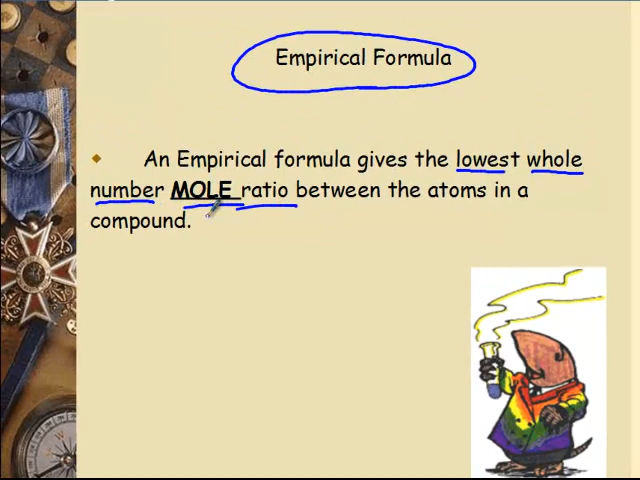 Empirical Formula
An Empirical formula gives the lowest whole
number MOLE ratio between the atoms in a
compound.